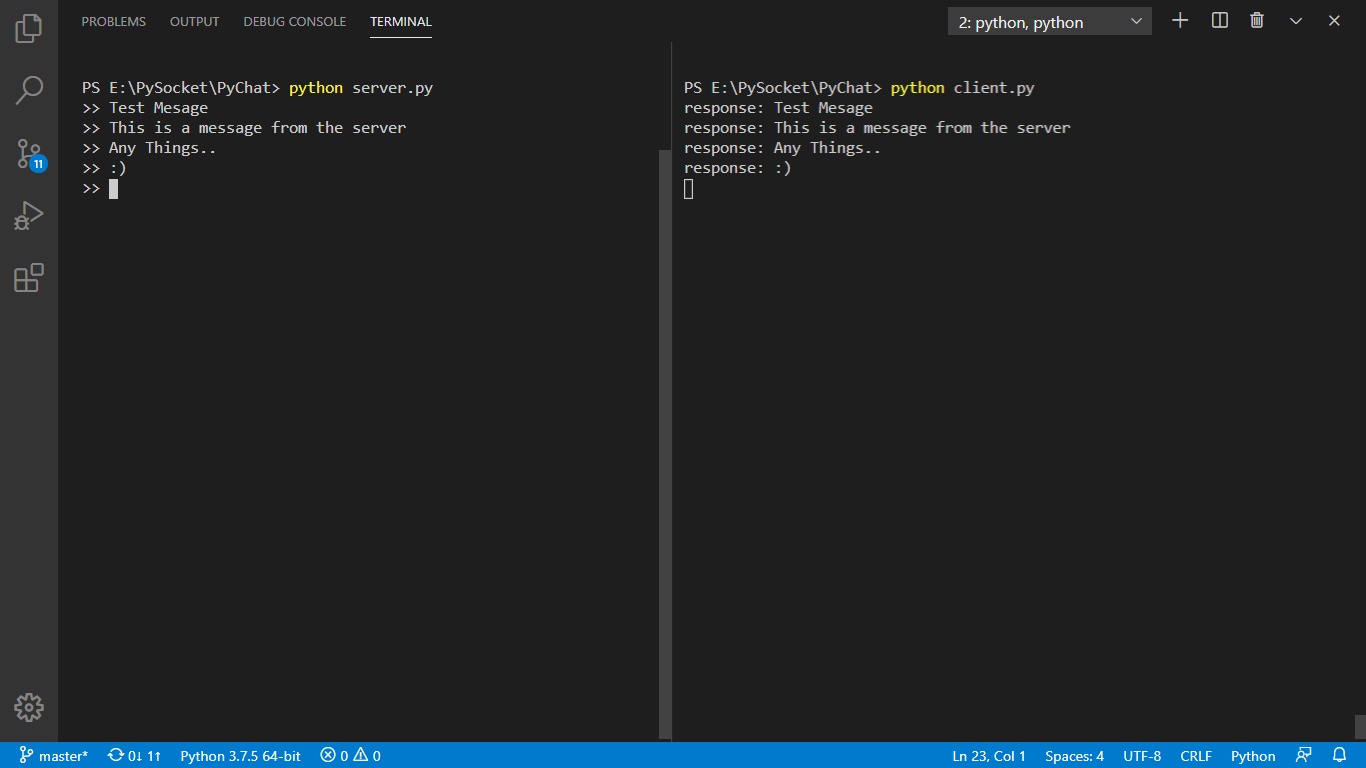 PROBLEMS OUTPUT DEBUG CONSOLE TERMINAL 2: python, python
PS E:\PySocket\PyChat> python server.py
>> Test Mesage
>> This is a message from the server
>> Any Things..
>> :)
>>
PS E:\PySocket\PyChat> python client.py
response: Test Mesage
response: This is a message from the server
response: Any Things..
response: :)
11
master* 0↓ 1↑ Python 3.7.5 64-bit 0 0 Ln 23, Col 1 Spaces: 4 UTF-8 CRLF Python